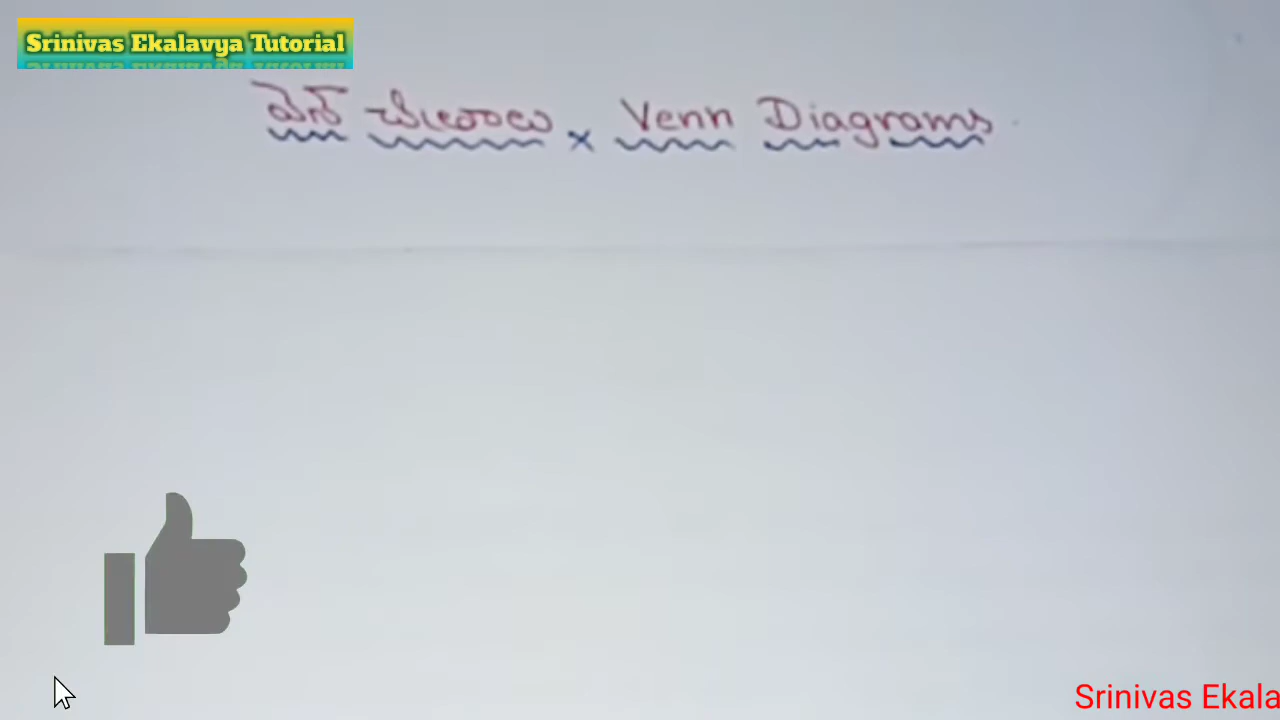 Srinivas Ekalavya Tutorial
వెన్ చిత్రాలు × Venn Diagrams
Srinivas Ekala